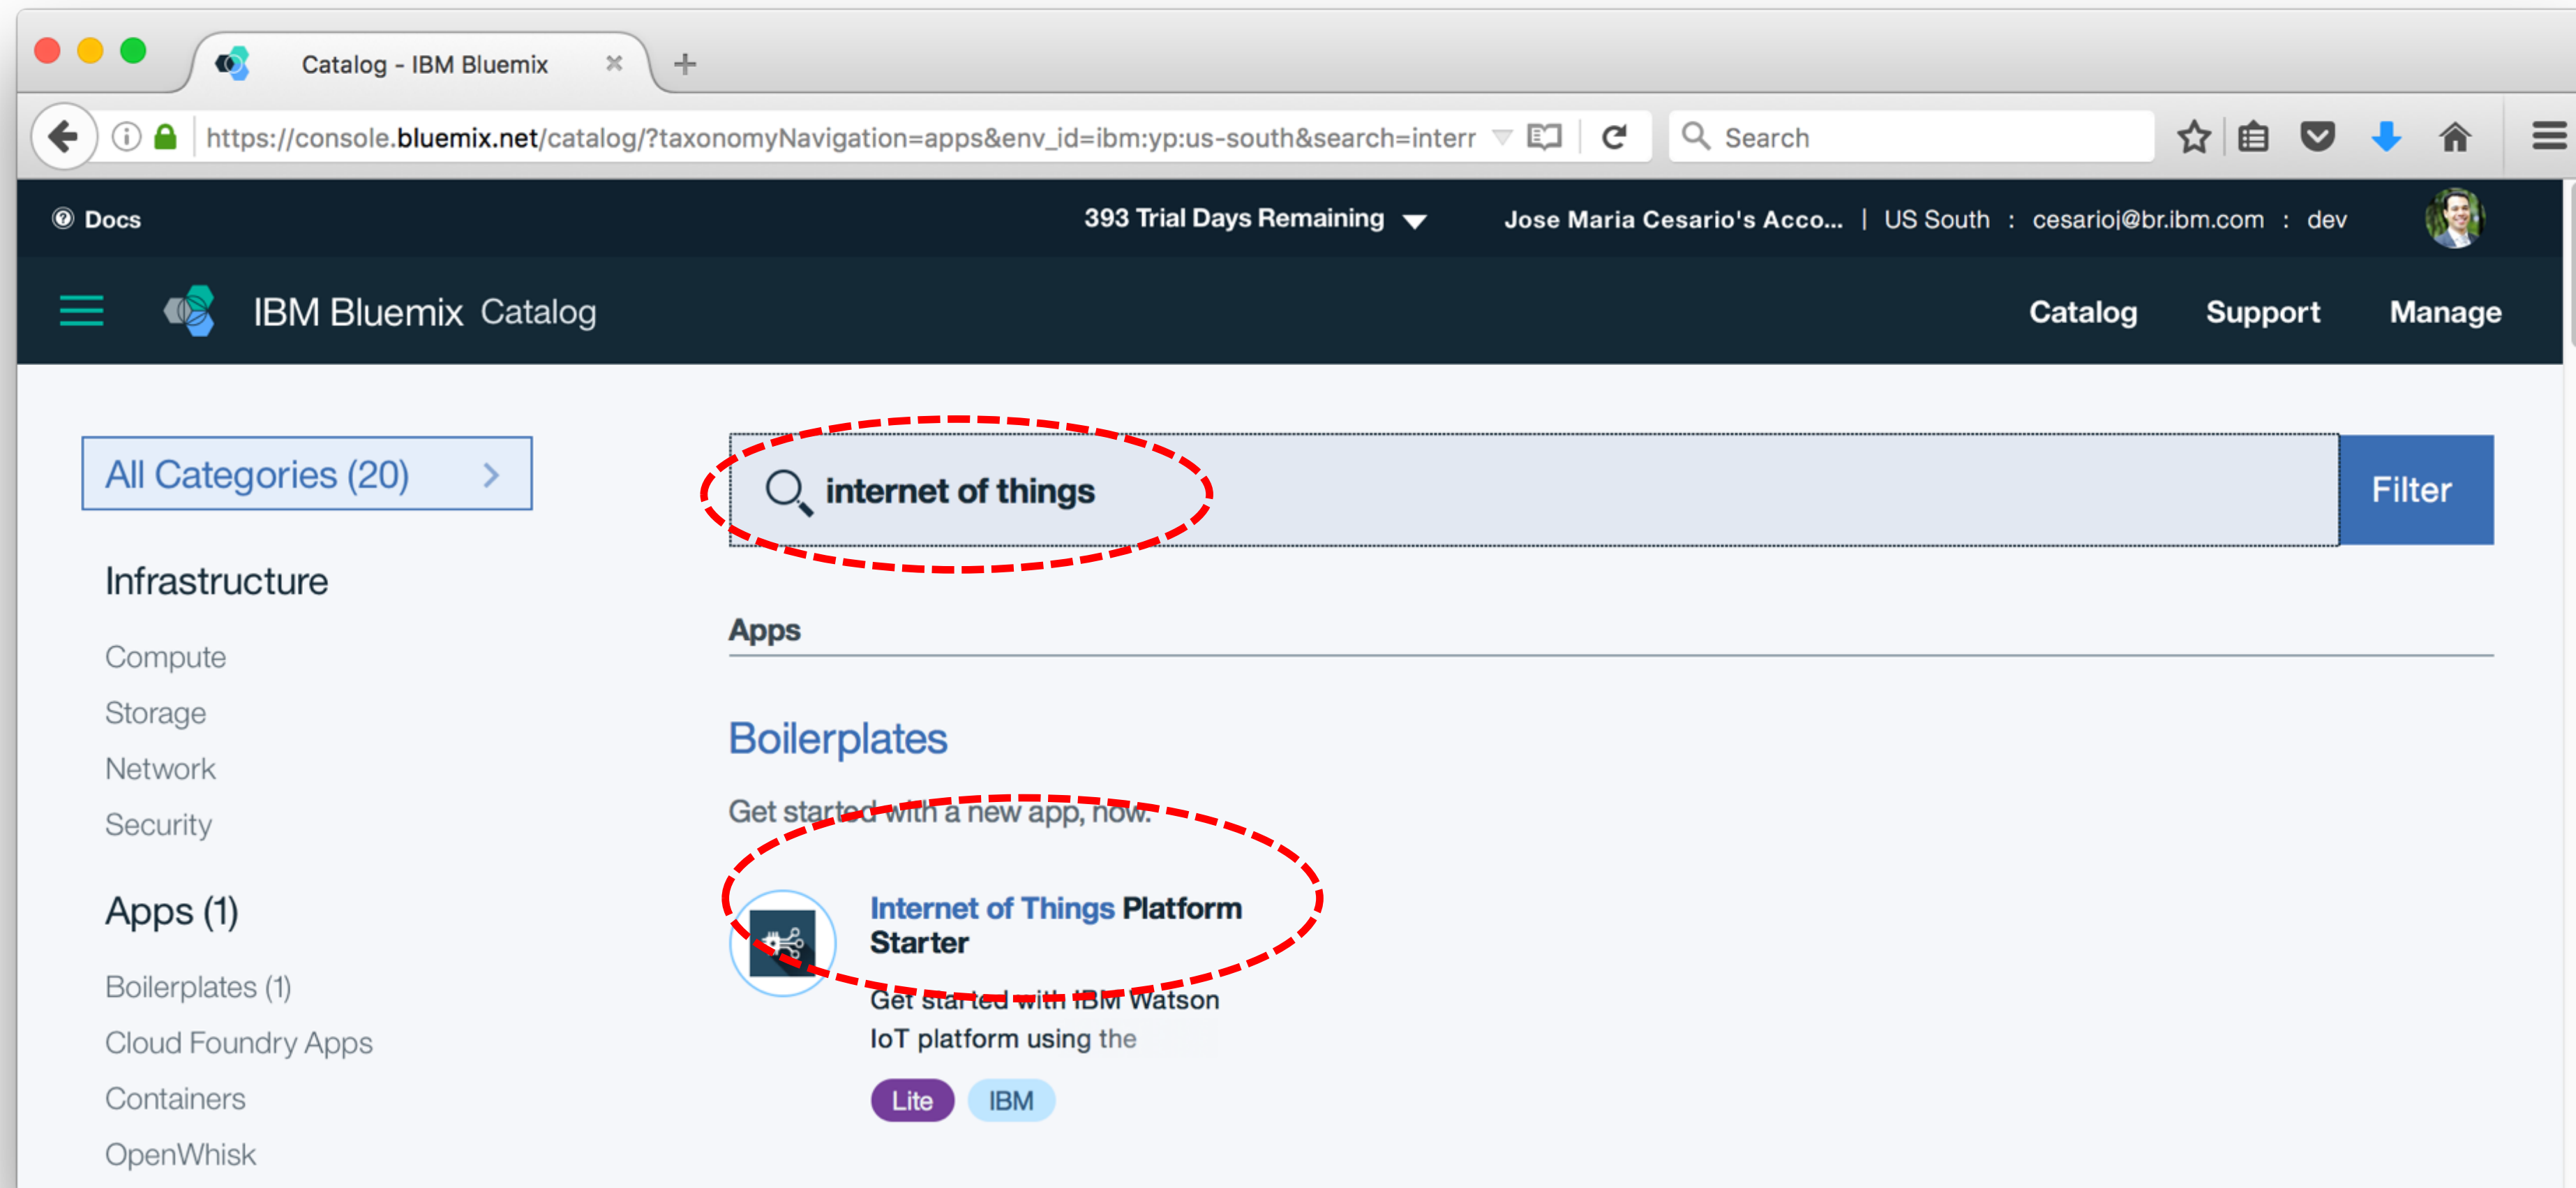 Catalog - IBM Bluemix
https://console.bluemix.net/catalog/?taxonomyNavigation=apps&env_id=ibm:yp:us-south&search=interr
Search
Docs
393 Trial Days Remaining
Jose Maria Cesario's Acco... | US South : cesarioj@br.ibm.com : dev
IBM Bluemix Catalog
Catalog Support Manage
All Categories (20)
internet of things
Filter
Infrastructure
Compute
Storage
Network
Security
Apps (1)
Boilerplates (1)
Cloud Foundry Apps
Containers
OpenWhisk
Apps
Boilerplates
Get started with a new app, now.
Internet of Things Platform
Starter
Get started with IBM Watson
IoT platform using the
Lite IBM